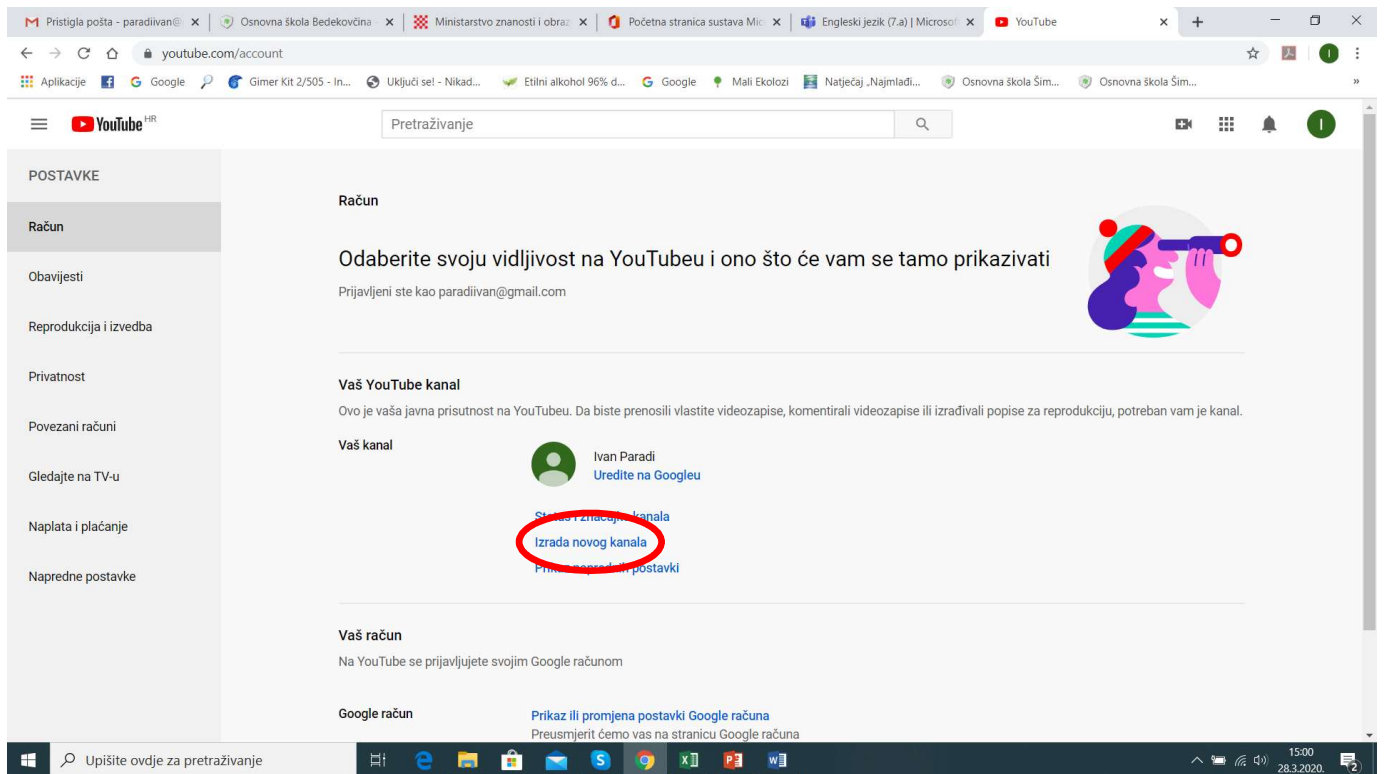 Pristigla pošta - paradiivan@
Osnovna škola Bedekovčina
Ministarstvo znanosti i obraz
Početna stranica sustava Mic
Engleski jezik (7.a) | Microsof
YouTube
youtube.com/account
Aplikacije
Google
Gimer Kit 2/505 - In...
Uključi se! - Nikad...
Etilni alkohol 96% d...
Google
Mali Ekolozi
Natječaj „Najmlađi...
Osnovna škola Šim...
Osnovna škola Šim...
»
YouTube HR
Pretraživanje
I
POSTAVKE
Račun
Obavijesti
Reprodukcija i izvedba
Privatnost
Povezani računi
Gledajte na TV-u
Naplata i plaćanje
Napredne postavke
Račun
Odaberite svoju vidljivost na YouTubeu i ono što će vam se tamo prikazivati
Prijavljeni ste kao paradiivan@gmail.com
Vaš YouTube kanal
Ovo je vaša javna prisutnost na YouTubeu. Da biste prenosili vlastite videozapise, komentirali videozapise ili izrađivali popise za reprodukciju, potreban vam je kanal.
Vaš kanal
Ivan Paradi
Uredite na Googleu
Status i značajke kanala
Izrada novog kanala
Prikaz naprednih postavki
Vaš račun
Na YouTube se prijavljujete svojim Google računom
Google račun
Prikaz ili promjena postavki Google računa
Preusmjerit ćemo vas na stranicu Google računa
Upišite ovdje za pretraživanje
15:00
28.3.2020.
2